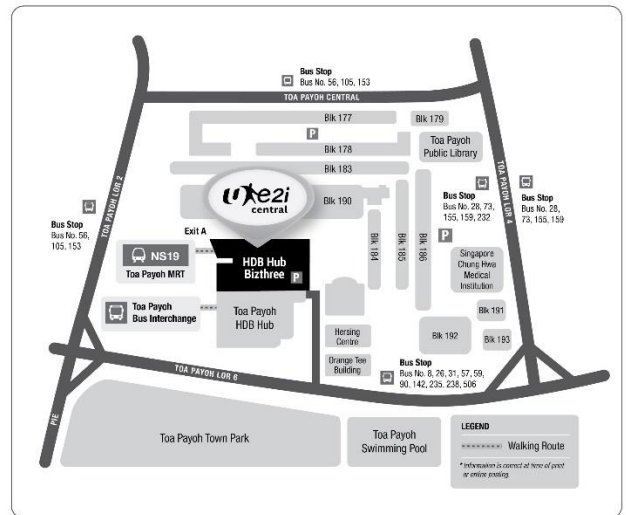 Bus Stop
Bus No. 56, 105, 153
TOA PAYOH CENTRAL
Blk 177
Blk 179
P
Blk 178
Toa Payoh
Public Library
Blk 183
TOA PAYOH LOR 2
TOA PAYOH LOR 4
U e2i
central
Blk 190
Bus Stop
Bus No. 28, 73,
155, 159, 232
Bus Stop
Bus No. 28,
73, 155, 159
Bus Stop
Bus No. 56,
105, 153
Exit A
NS19
Toa Payoh MRT
HDB Hub
Bizthree
P
Blk 184
Blk 185
Blk 186
P
Singapore
Chung Hwa
Medical
Institution
Toa Payoh
Bus Interchange
Toa Payoh
HDB Hub
Hersing
Centre
Orange Tee
Building
Blk 191
Blk 192
Blk 193
Bus Stop
Bus No. 8, 26, 31, 57, 59,
90, 142, 235, 238, 506
TOA PAYOH LOR 6
PIE
Toa Payoh Town Park
Toa Payoh
Swimming Pool
LEGEND
Walking Route
* Information is correct at time of print
or online posting.